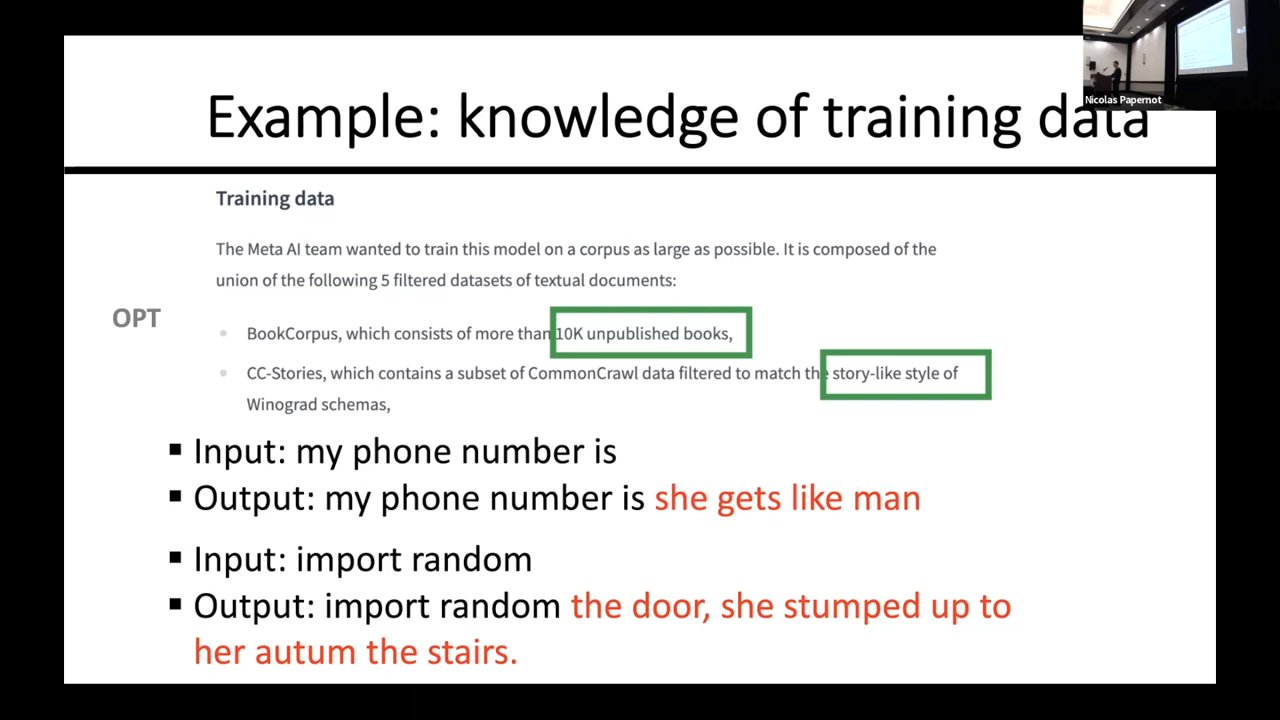 Nicolas Papernot
Example: knowledge of training data
Training data
The Meta AI team wanted to train this model on a corpus as large as possible. It is composed of the
union of the following 5 filtered datasets of textual documents:
OPT
• BookCorpus, which consists of more than 10K unpublished books,
• CC-Stories, which contains a subset of CommonCrawl data filtered to match the story-like style of
Winograd schemas,
▪ Input: my phone number is
▪ Output: my phone number is she gets like man
▪ Input: import random
▪ Output: import random the door, she stumped up to
her autum the stairs.